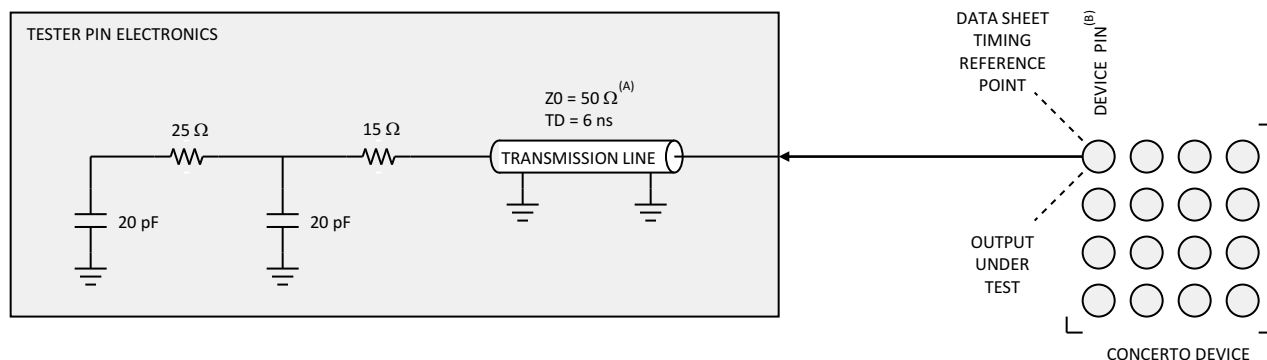 TESTER PIN ELECTRONICS
25 Ω
15 Ω
Z0 = 50 Ω(A)
TD = 6 ns
TRANSMISSION LINE
20 pF
20 pF
DATA SHEET
TIMING
REFERENCE
POINT
DEVICE PIN(B)
OUTPUT
UNDER
TEST
CONCERTO DEVICE